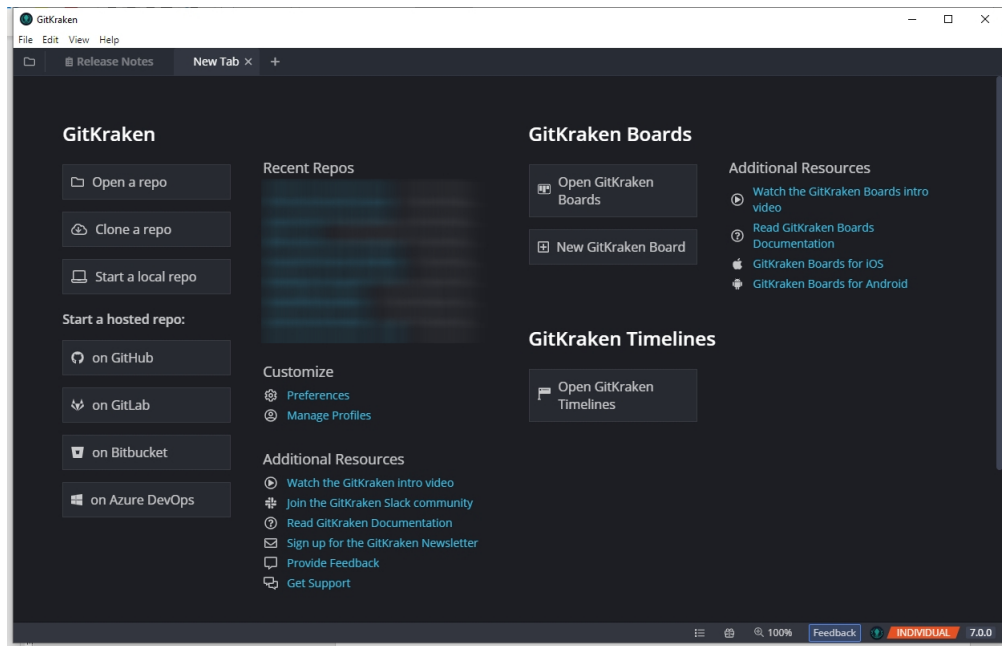 GitKraken
File Edit View Help
Release Notes
New Tab
GitKraken
Open a repo
Clone a repo
Start a local repo
Start a hosted repo:
on GitHub
on GitLab
on Bitbucket
on Azure DevOps
Recent Repos
Customize
Preferences
Manage Profiles
Additional Resources
Watch the GitKraken intro video
Join the GitKraken Slack community
Read GitKraken Documentation
Sign up for the GitKraken Newsletter
Provide Feedback
Get Support
GitKraken Boards
Open GitKraken
Boards
New GitKraken Board
Additional Resources
Watch the GitKraken Boards intro
video
Read GitKraken Boards
Documentation
GitKraken Boards for iOS
GitKraken Boards for Android
GitKraken Timelines
Open GitKraken
Timelines
100%
Feedback
INDIVIDUAL
7.0.0